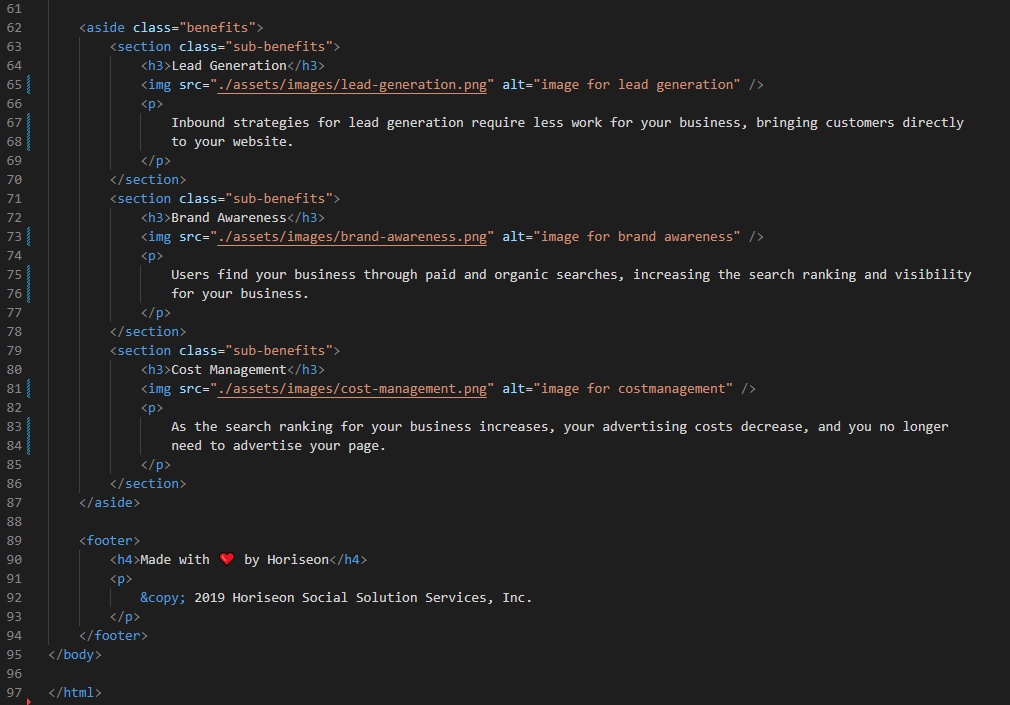 61
62 <aside class="benefits">
63 <section class="sub-benefits">
64 <h3>Lead Generation</h3>
65 <img src="./assets/images/lead-generation.png" alt="image for lead generation" />
66 <p>
67 Inbound strategies for lead generation require less work for your business, bringing customers directly
68 to your website.
69 </p>
70 </section>
71 <section class="sub-benefits">
72 <h3>Brand Awareness</h3>
73 <img src="./assets/images/brand-awareness.png" alt="image for brand awareness" />
74 <p>
75 Users find your business through paid and organic searches, increasing the search ranking and visibility
76 for your business.
77 </p>
78 </section>
79 <section class="sub-benefits">
80 <h3>Cost Management</h3>
81 <img src="./assets/images/cost-management.png" alt="image for costmanagement" />
82 <p>
83 As the search ranking for your business increases, your advertising costs decrease, and you no longer
84 need to advertise your page.
85 </p>
86 </section>
87 </aside>
88
89 <footer>
90 <h4>Made with ❤️ by Horiseon</h4>
91 <p>
92 &copy; 2019 Horiseon Social Solution Services, Inc.
93 </p>
94 </footer>
95 </body>
96
97 </html>